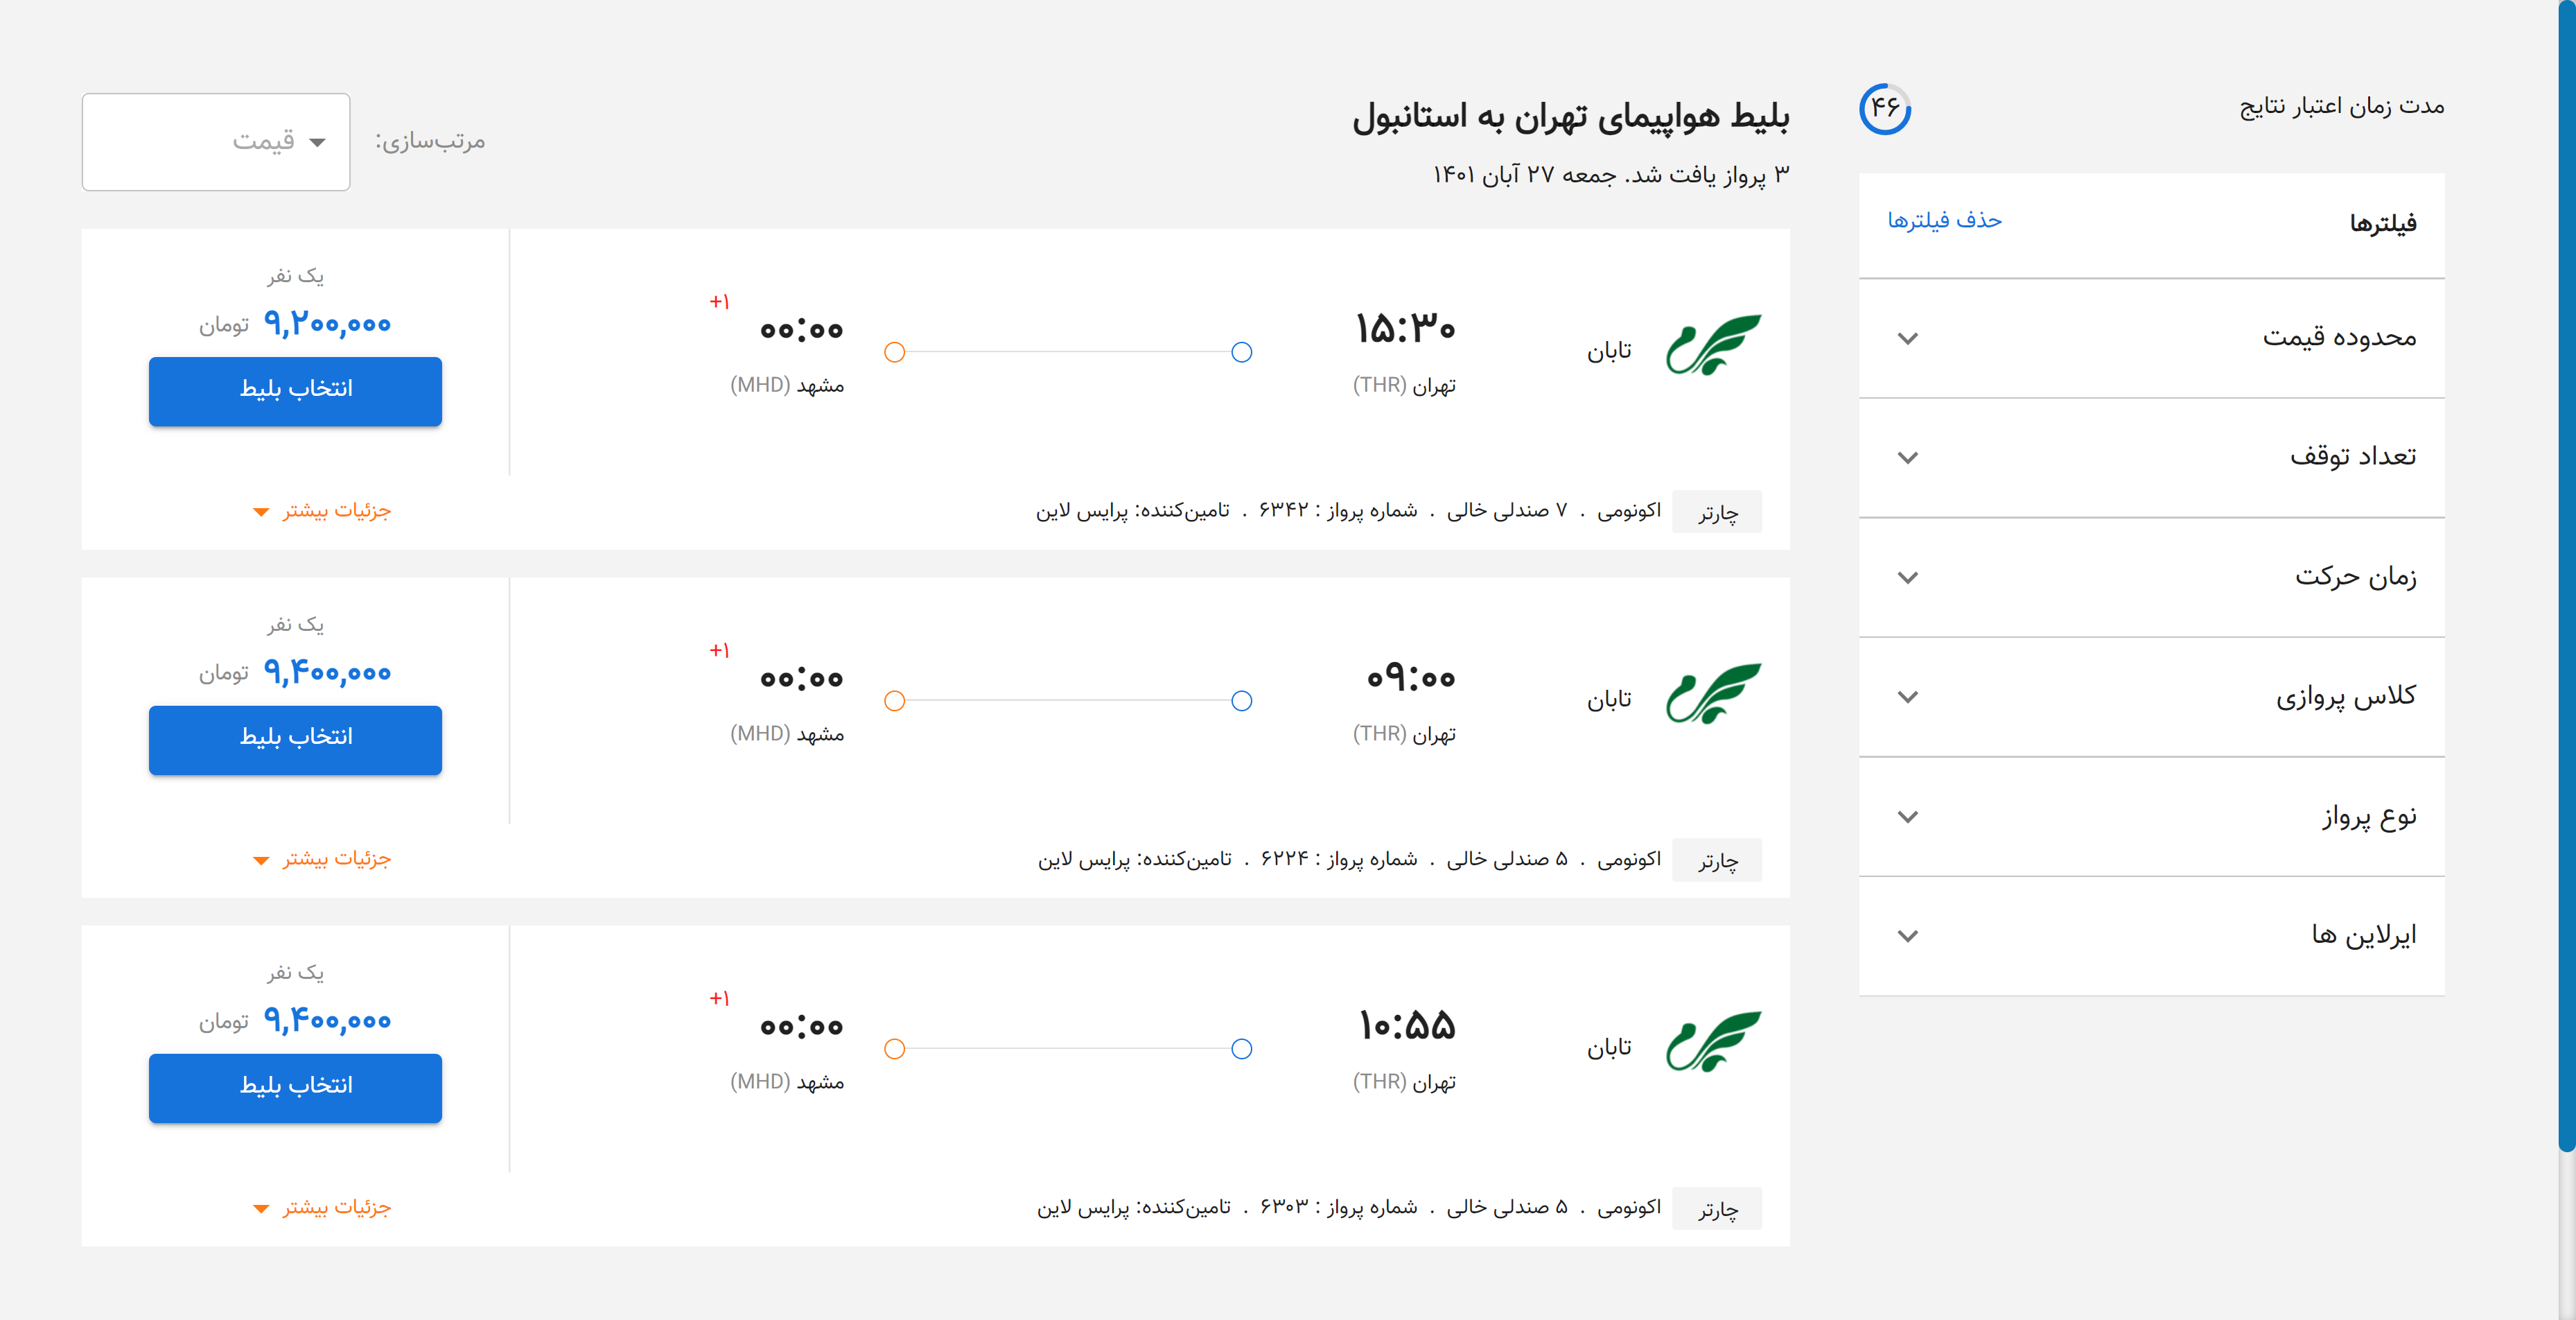 مدت زمان اعتبار نتایج
۴۶
فیلترها
حذف فیلترها
محدوده قیمت
تعداد توقف
زمان حرکت
کلاس پروازی
نوع پرواز
ایرلاین ها
بلیط هواپیمای تهران به استانبول
۳ پرواز یافت شد. جمعه ۲۷ آبان ۱۴۰۱
مرتب‌سازی:
قیمت
تابان
۱۵:۳۰
تهران (THR)
۰۰:۰۰
+۱
مشهد (MHD)
یک نفر
۹,۲۰۰,۰۰۰ تومان
انتخاب بلیط
چارتر
اکونومی . ۷ صندلی خالی . شماره پرواز : ۶۳۴۲ . تامین‌کننده: پرایس لاین
جزئیات بیشتر
تابان
۰۹:۰۰
تهران (THR)
۰۰:۰۰
+۱
مشهد (MHD)
یک نفر
۹,۴۰۰,۰۰۰ تومان
انتخاب بلیط
چارتر
اکونومی . ۵ صندلی خالی . شماره پرواز : ۶۲۲۴ . تامین‌کننده: پرایس لاین
جزئیات بیشتر
تابان
۱۰:۵۵
تهران (THR)
۰۰:۰۰
+۱
مشهد (MHD)
یک نفر
۹,۴۰۰,۰۰۰ تومان
انتخاب بلیط
چارتر
اکونومی . ۵ صندلی خالی . شماره پرواز : ۶۳۰۳ . تامین‌کننده: پرایس لاین
جزئیات بیشتر